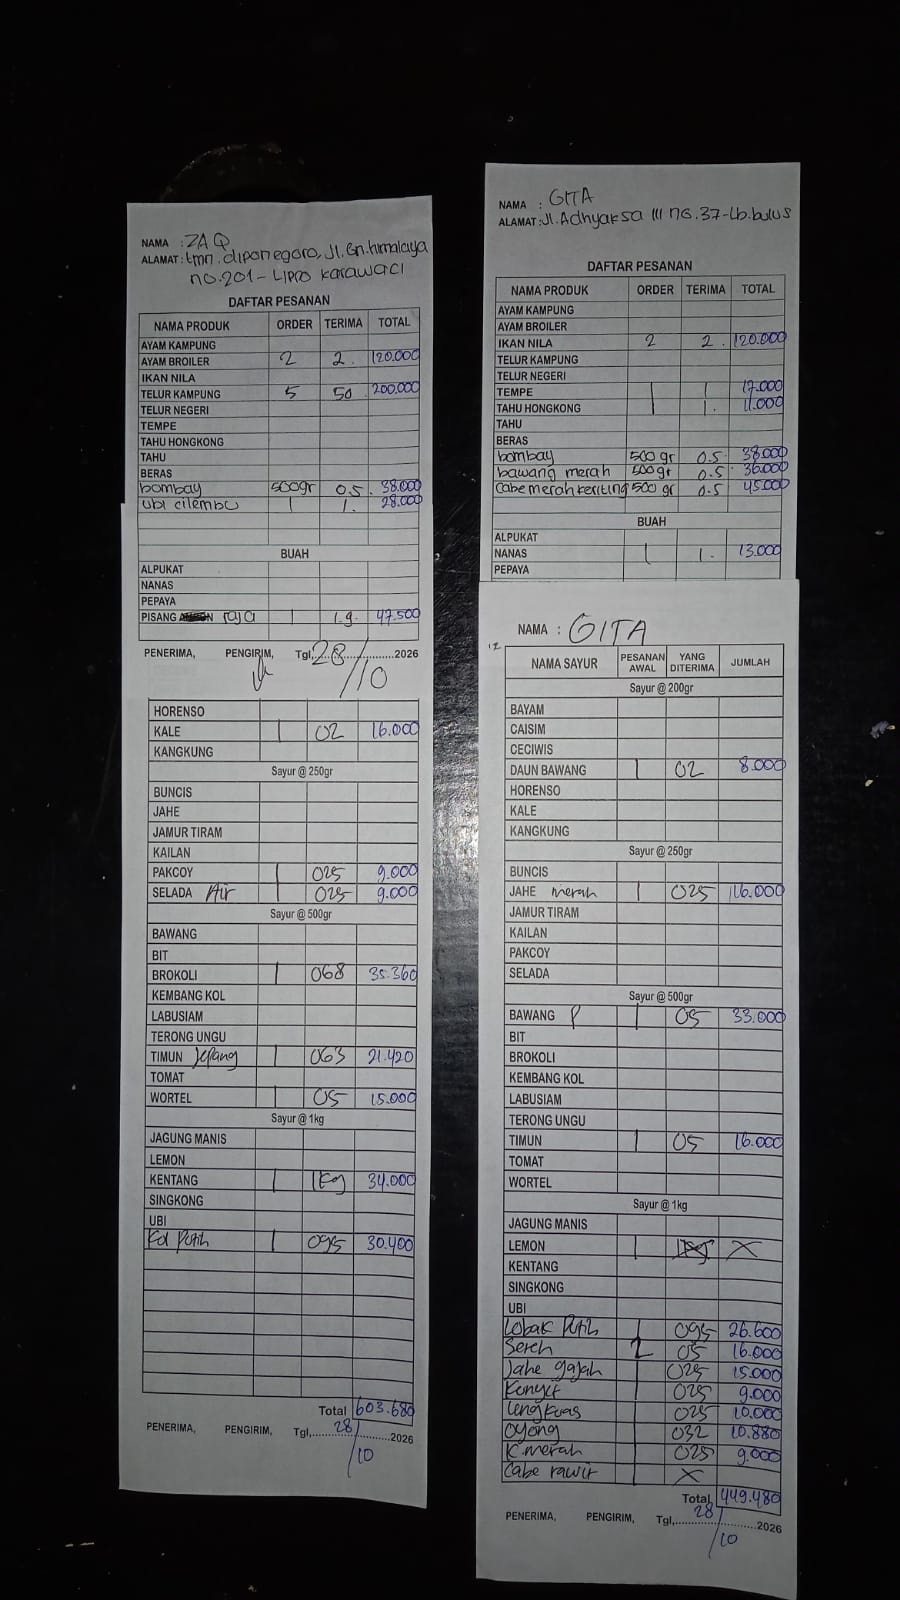 NAMA : ZAQ
ALAMAT : tmn. diponegoro, Jl. Gn. himalaya
no.201 - Lipo Karawaci
DAFTAR PESANAN
NAMA PRODUK ORDER TERIMA TOTAL
AYAM KAMPUNG
AYAM BROILER 2 2. 120.000
IKAN NILA
TELUR KAMPUNG 5 50 200.000
TELUR NEGERI
TEMPE
TAHU HONGKONG
TAHU
BERAS
bombay 500gr 0.5. 38.000
ubi cilembu 1 1. 28.000
BUAH
ALPUKAT
NANAS
PEPAYA
PISANG raja 1 1.9. 47.500
PENERIMA, PENGIRIM, Tgl, 28/10 2026
HORENSO
KALE 1 02 16.000
KANGKUNG
Sayur @ 250gr
BUNCIS
JAHE
JAMUR TIRAM
KAILAN
PAKCOY 1 025 9.000
SELADA Air 1 025 9.000
Sayur @ 500gr
BAWANG
BIT
BROKOLI 1 068 35.360
KEMBANG KOL
LABUSIAM
TERONG UNGU
TIMUN Jepang 1 063 21.420
TOMAT
WORTEL 1 05 15.000
Sayur @ 1kg
JAGUNG MANIS
LEMON
KENTANG 1 1Kg 34.000
SINGKONG
UBI
Kol Putih 1 095 30.400
Total 603.680
PENERIMA, PENGIRIM, Tgl, 28/10 2026
NAMA : GITA
ALAMAT : Jl. Adhyaksa III no.37 - Lb.bulus
DAFTAR PESANAN
NAMA PRODUK ORDER TERIMA TOTAL
AYAM KAMPUNG
AYAM BROILER
IKAN NILA 2 2. 120.000
TELUR KAMPUNG
TELUR NEGERI
TEMPE 1 1 17.000
TAHU HONGKONG 1 1. 11.000
TAHU
BERAS
bombay 500 gr 0.5 38.000
bawang merah 500 gr 0.5 36.000
Cabe merah keriting 500 gr 0.5 45.000
BUAH
ALPUKAT
NANAS 1 1. 13.000
PEPAYA
NAMA : GITA
12
NAMA SAYUR PESANAN AWAL YANG DITERIMA JUMLAH
Sayur @ 200gr
BAYAM
CAISIM
CECIWIS
DAUN BAWANG 1 02 8.000
HORENSO
KALE
KANGKUNG
Sayur @ 250gr
BUNCIS
JAHE merah 1 025 16.000
JAMUR TIRAM
KAILAN
PAKCOY
SELADA
Sayur @ 500gr
BAWANG P 1 05 33.000
BIT
BROKOLI
KEMBANG KOL
LABUSIAM
TERONG UNGU
TIMUN 1 05 16.000
TOMAT
WORTEL
Sayur @ 1kg
JAGUNG MANIS
LEMON 1 X
KENTANG
SINGKONG
UBI
Lobak Putih 1 095 26.600
Sereh 2 05 16.000
Jahe gajah 1 025 15.000
Kunyit 1 025 9.000
Lengkuas 1 025 10.000
Oyong 1 032 10.880
K.merah 1 025 9.000
Cabe rawit 1 X
Total 449.480
PENERIMA, PENGIRIM, Tgl, 28/10 2026